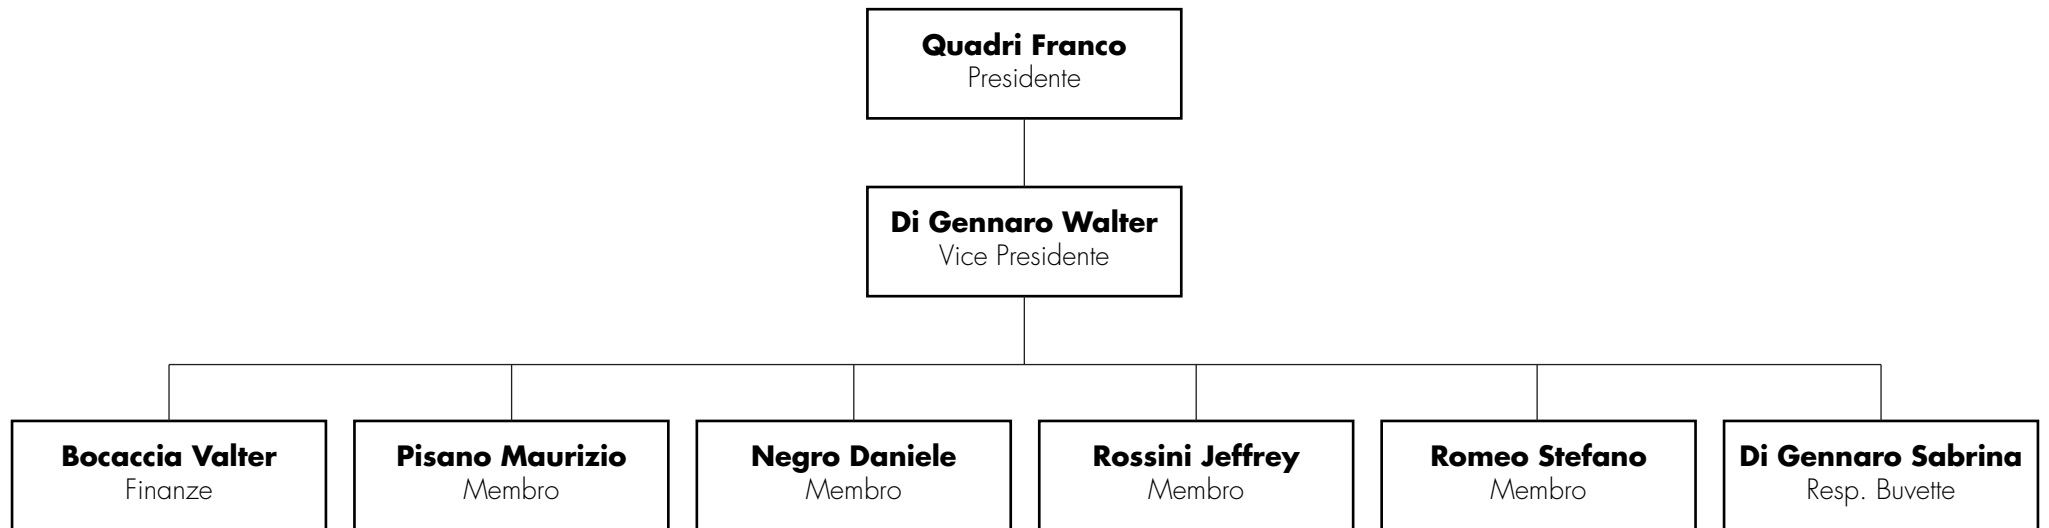 Quadri Franco
Presidente
Di Gennaro Walter
Vice Presidente
Bocaccia Valter
Finanze
Pisano Maurizio
Membro
Negro Daniele
Membro
Rossini Jeffrey
Membro
Romeo Stefano
Membro
Di Gennaro Sabrina
Resp. Buvette